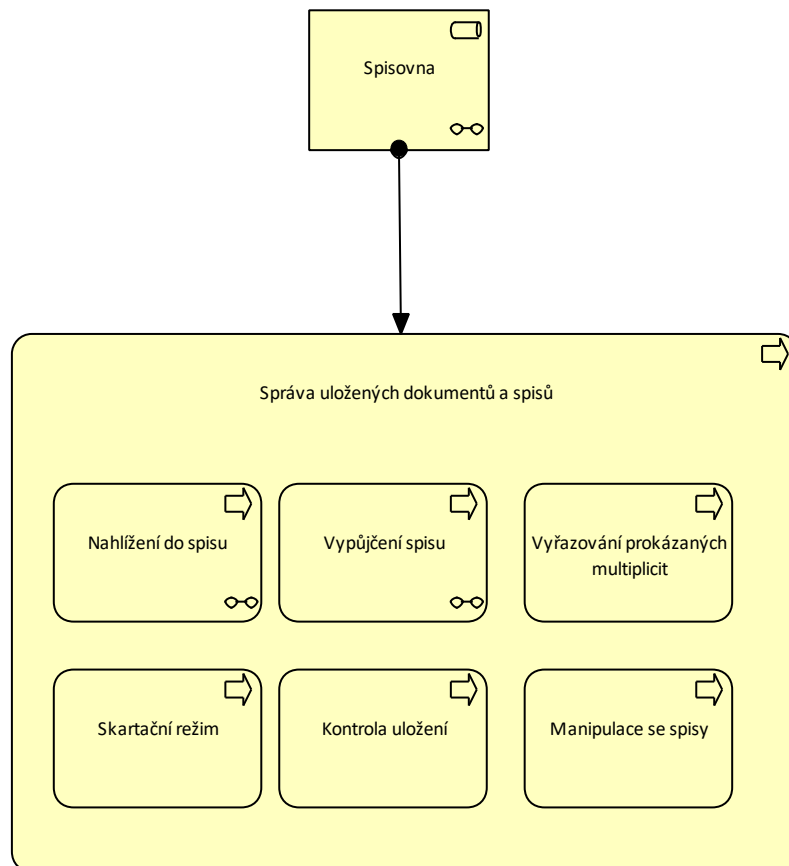 Spisovna
Správa uložených dokumentů a spisů
Nahlížení do spisu
Vypůjčení spisu
Vyřazování prokázaných
multiplicit
Skartační režim
Kontrola uložení
Manipulace se spisy